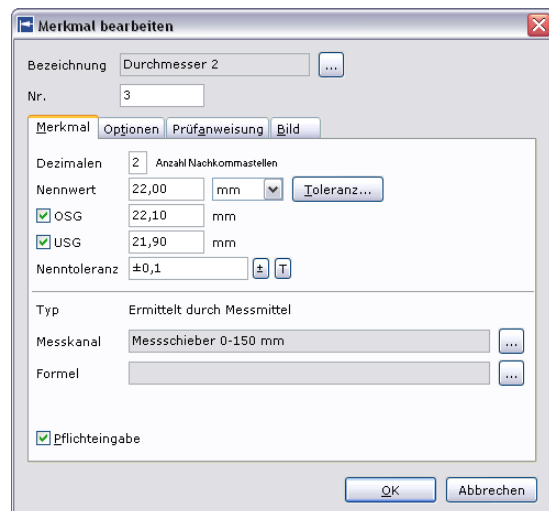 Merkmal bearbeiten
Bezeichnung Durchmesser 2 ...
Nr. 3
Merkmal Optionen Prüfanweisung Bild
Dezimalen 2 Anzahl Nachkommastellen
Nennwert 22,00 mm Toleranz...
OSG 22,10 mm
USG 21,90 mm
Nenntoleranz ±0,1 ± T
Typ Ermittelt durch Messmittel
Messkanal Messschieber 0-150 mm ...
Formel ...
Pflichteingabe
OK Abbrechen